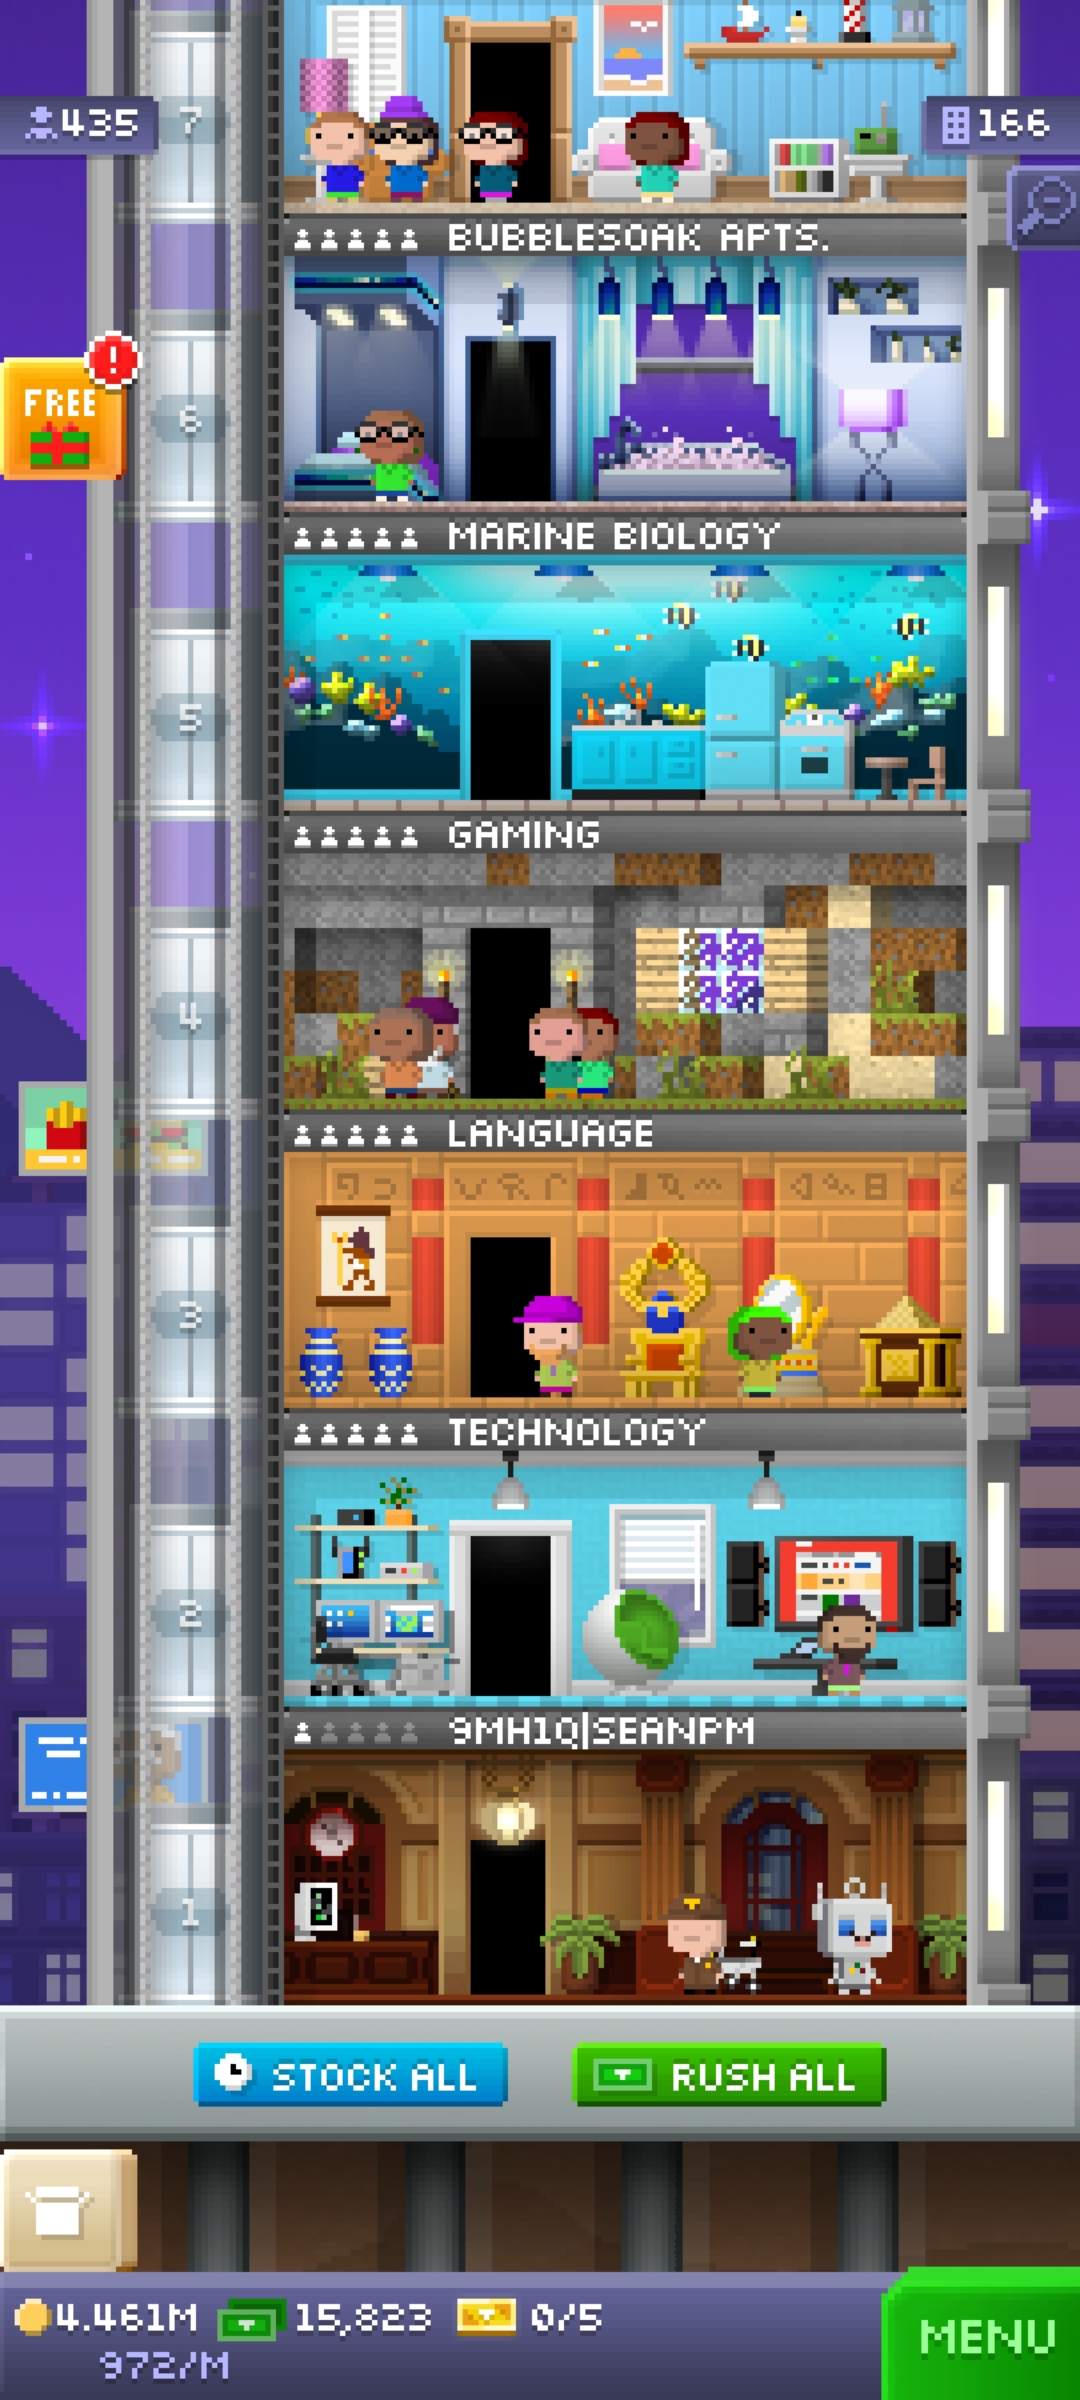 7
435
166
BUBBLESOAK APTS.
FREE
!
6
MARINE BIOLOGY
5
GAMING
4
LANGUAGE
3
TECHNOLOGY
2
9MH1Q|SEANPM
1
STOCK ALL
RUSH ALL
4.461M
15,823
0/5
972/M
MENU